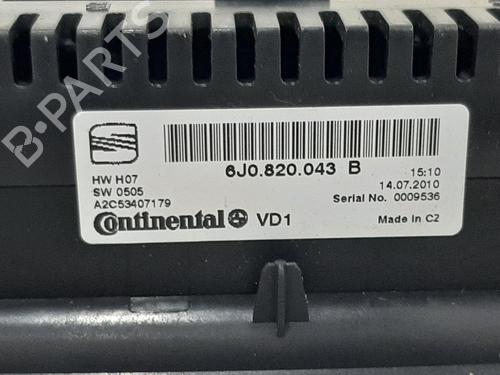 B-PARTS
6J0.820.043 B
HW H07
15:10
SW 0505
14.07.2010
A2C53407179
Serial No. 0009536
Continental VD1
Made in C2